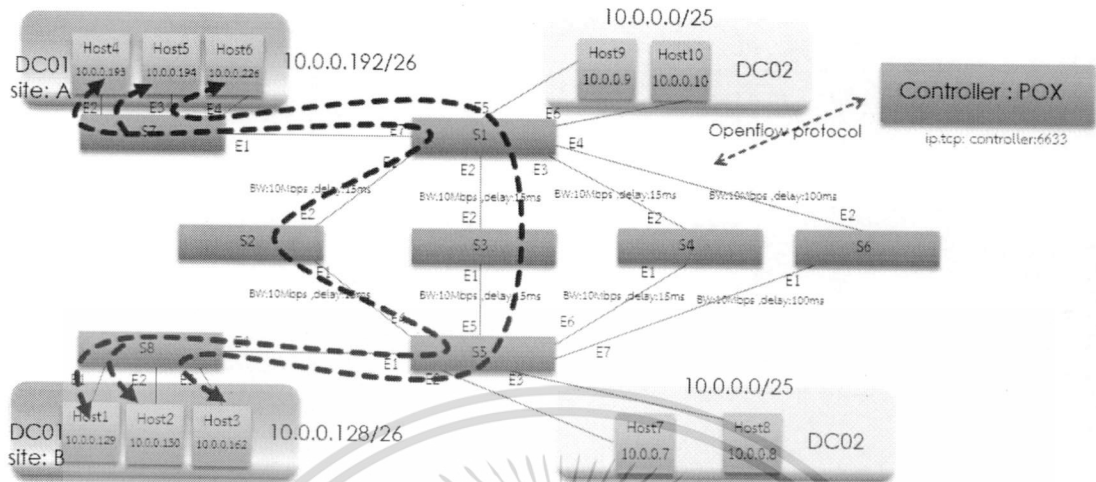 10.0.0.0/25
Host4
10.0.0.193
Host5
10.0.0.194
Host6
10.0.0.226
10.0.0.192/26
DC01
site: A
Host9
10.0.0.9
Host10
10.0.0.10
DC02
Controller : POX
ip:tcp: controller:6633
Openflow protocol
E2
E3
E4
S7
E1
E7
E5
E6
S1
E4
E2
E3
BW:10Mbps ,delay:15ms
BW:10Mbps ,delay:15ms
BW:10Mbps ,delay:15ms
BW:10Mbps ,delay:100ms
E2
E2
E2
E2
S2
S3
S4
S6
E1
E1
E1
E1
BW:10Mbps ,delay:15ms
BW:10Mbps ,delay:15ms
BW:10Mbps ,delay:15ms
BW:10Mbps ,delay:100ms
E5
E6
E7
S8
E4
E1
S5
E3
E2
Host1
10.0.0.129
Host2
10.0.0.130
Host3
10.0.0.162
10.0.0.128/26
DC01
site: B
10.0.0.0/25
Host7
10.0.0.7
Host8
10.0.0.8
DC02